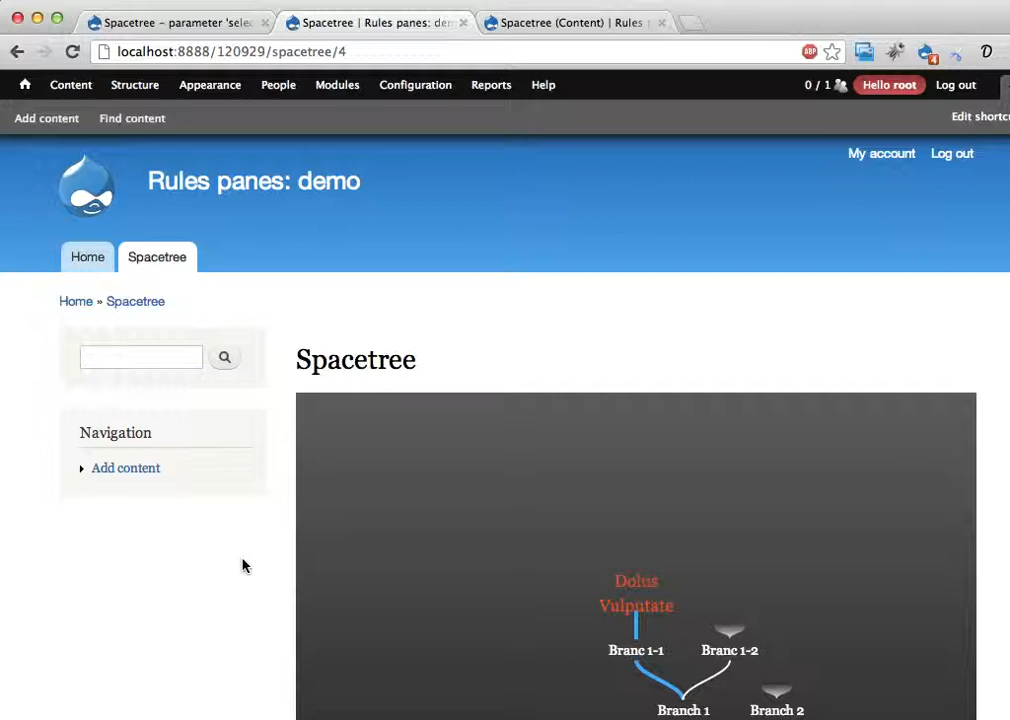 Spacetree – parameter 'selec
Spacetree | Rules panes: dem
Spacetree (Content) | Rules
localhost:8888/120929/spacetree/4
ABP
4
D
Content Structure Appearance People Modules Configuration Reports Help 0 / 1 Hello root Log out
Add content Find content Edit shortc
My account Log out
Rules panes: demo
Home Spacetree
Home » Spacetree
Spacetree
Navigation
Add content
Dolus
Vulputate
Branc 1-1 Branc 1-2
Branch 1 Branch 2